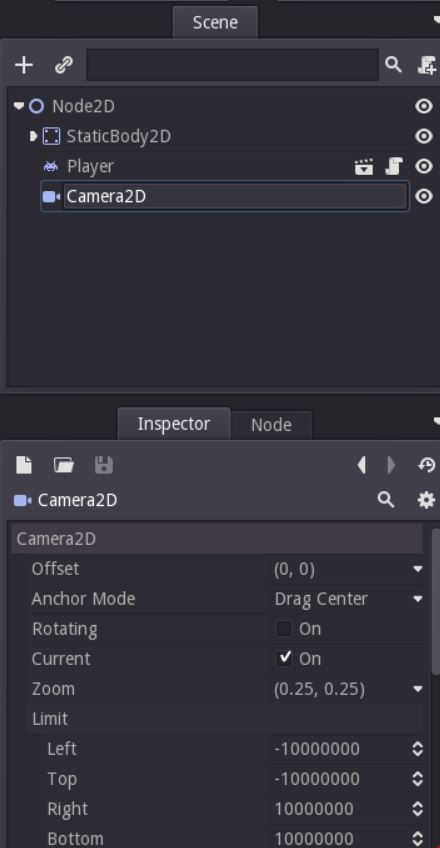 Scene
Node2D
StaticBody2D
Player
Camera2D
Inspector Node
Camera2D
Camera2D
Offset (0, 0)
Anchor Mode Drag Center
Rotating On
Current On
Zoom (0.25, 0.25)
Limit
Left -10000000
Top -10000000
Right 10000000
Bottom 10000000